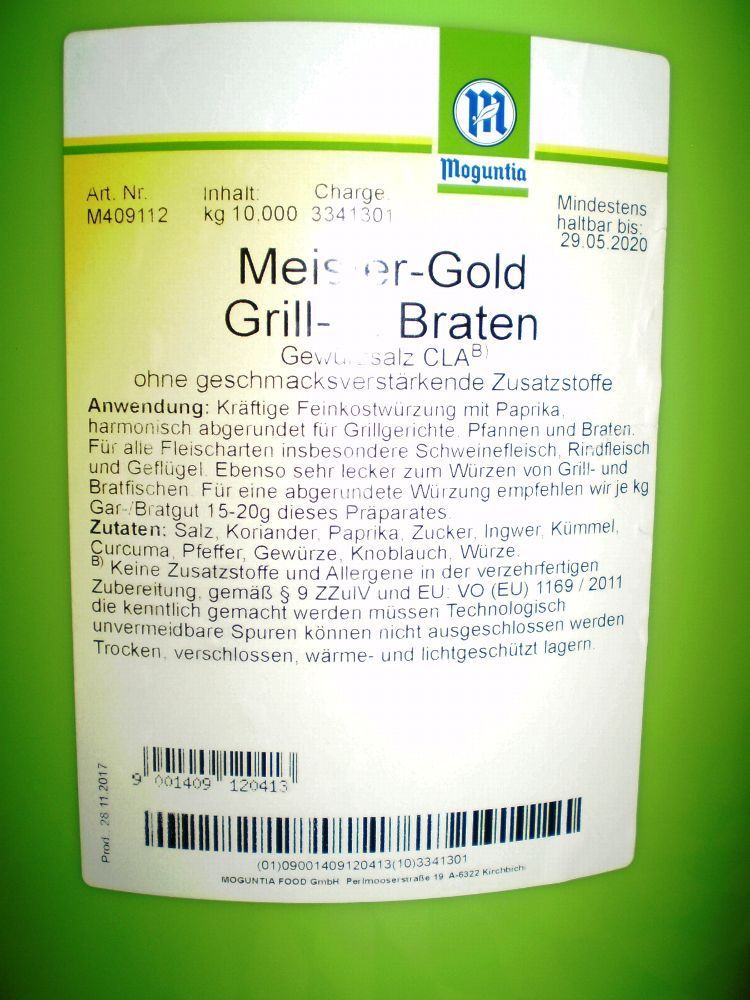 Moguntia
Art. Nr. Inhalt: Charge.
M409112 kg 10,000 3341301
Mindestens
haltbar bis:
29.05.2020
-Gold
Grill- Braten
CLA B)
ohne geschmacksverstärkende Zusatzstoffe
Anwendung: Kräftige Feinkostwürzung mit Paprika,
harmonisch abgerundet für Grillgerichte, Pfannen und Braten.
Für alle Fleischarten insbesondere Schweinefleisch, Rindfleisch
und Geflügel. Ebenso sehr lecker zum Würzen von Grill- und
Bratfischen. Für eine abgerundete Würzung empfehlen wir je kg
Gar-/Bratgut 15-20g dieses Präparates.
Zutaten: Salz, Koriander, Paprika, Zucker, Ingwer, Kümmel,
Curcuma, Pfeffer, Gewürze, Knoblauch, Würze.
B) Keine Zusatzstoffe und Allergene in der verzehrfertigen
Zubereitung, gemäß § 9 ZZulV und EU: VO (EU) 1169 / 2011
die kenntlich gemacht werden müssen Technologisch
unvermeidbare Spuren können nicht ausgeschlossen werden
Trocken, verschlossen, wärme- und lichtgeschützt lagern.
Prod. 28.11.2017
9 001409 120413
(01)09001409120413(10)3341301
MOGUNTIA FOOD GmbH Perlmooserstraße 19 A-6322 Kirchbichl